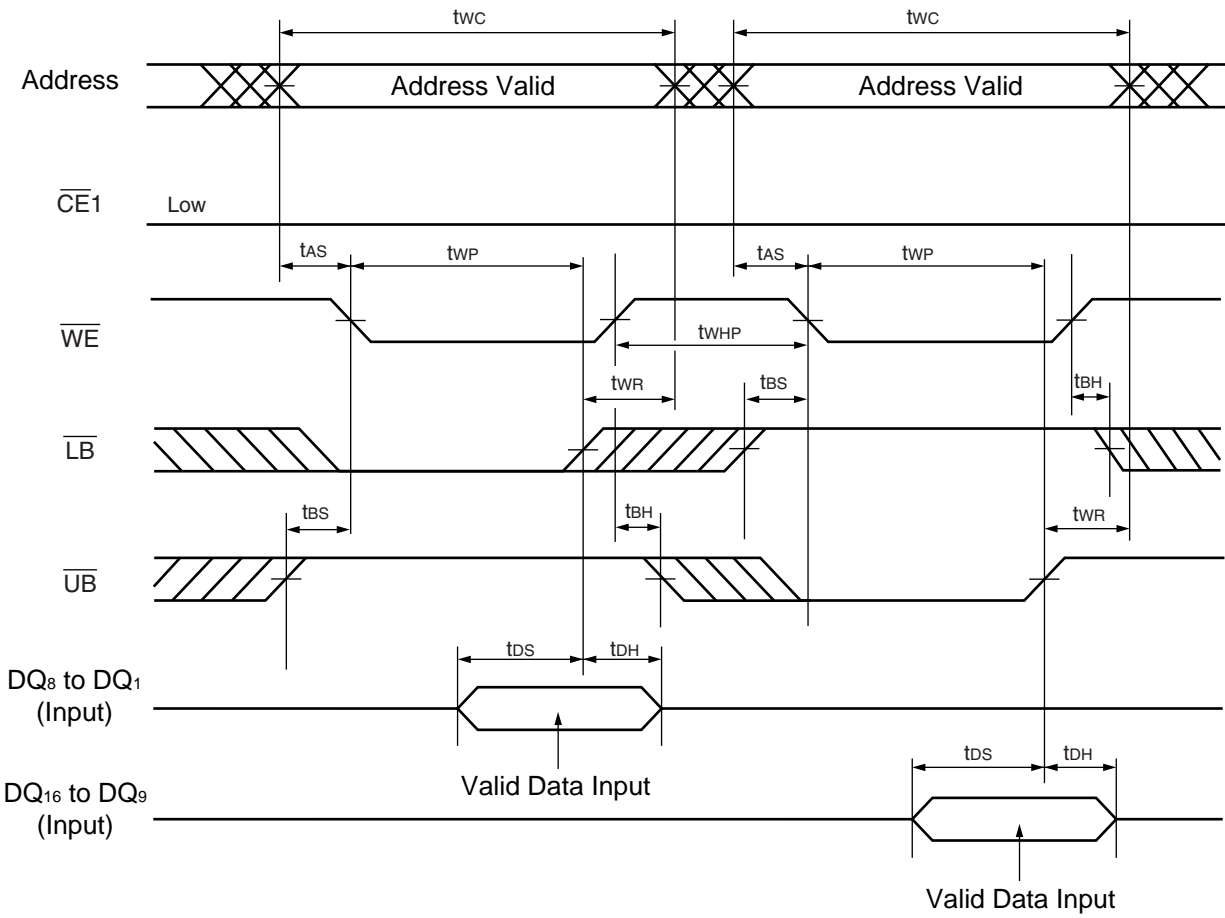 tWC tWC
Address Address Valid Address Valid
CE1 Low
tAS tWP tAS tWP
WE
tWHP
tWR tBS tBH
LB
tBS tBH tWR
UB
tDS tDH
DQ8 to DQ1
(Input)
Valid Data Input
tDS tDH
DQ16 to DQ9
(Input)
Valid Data Input